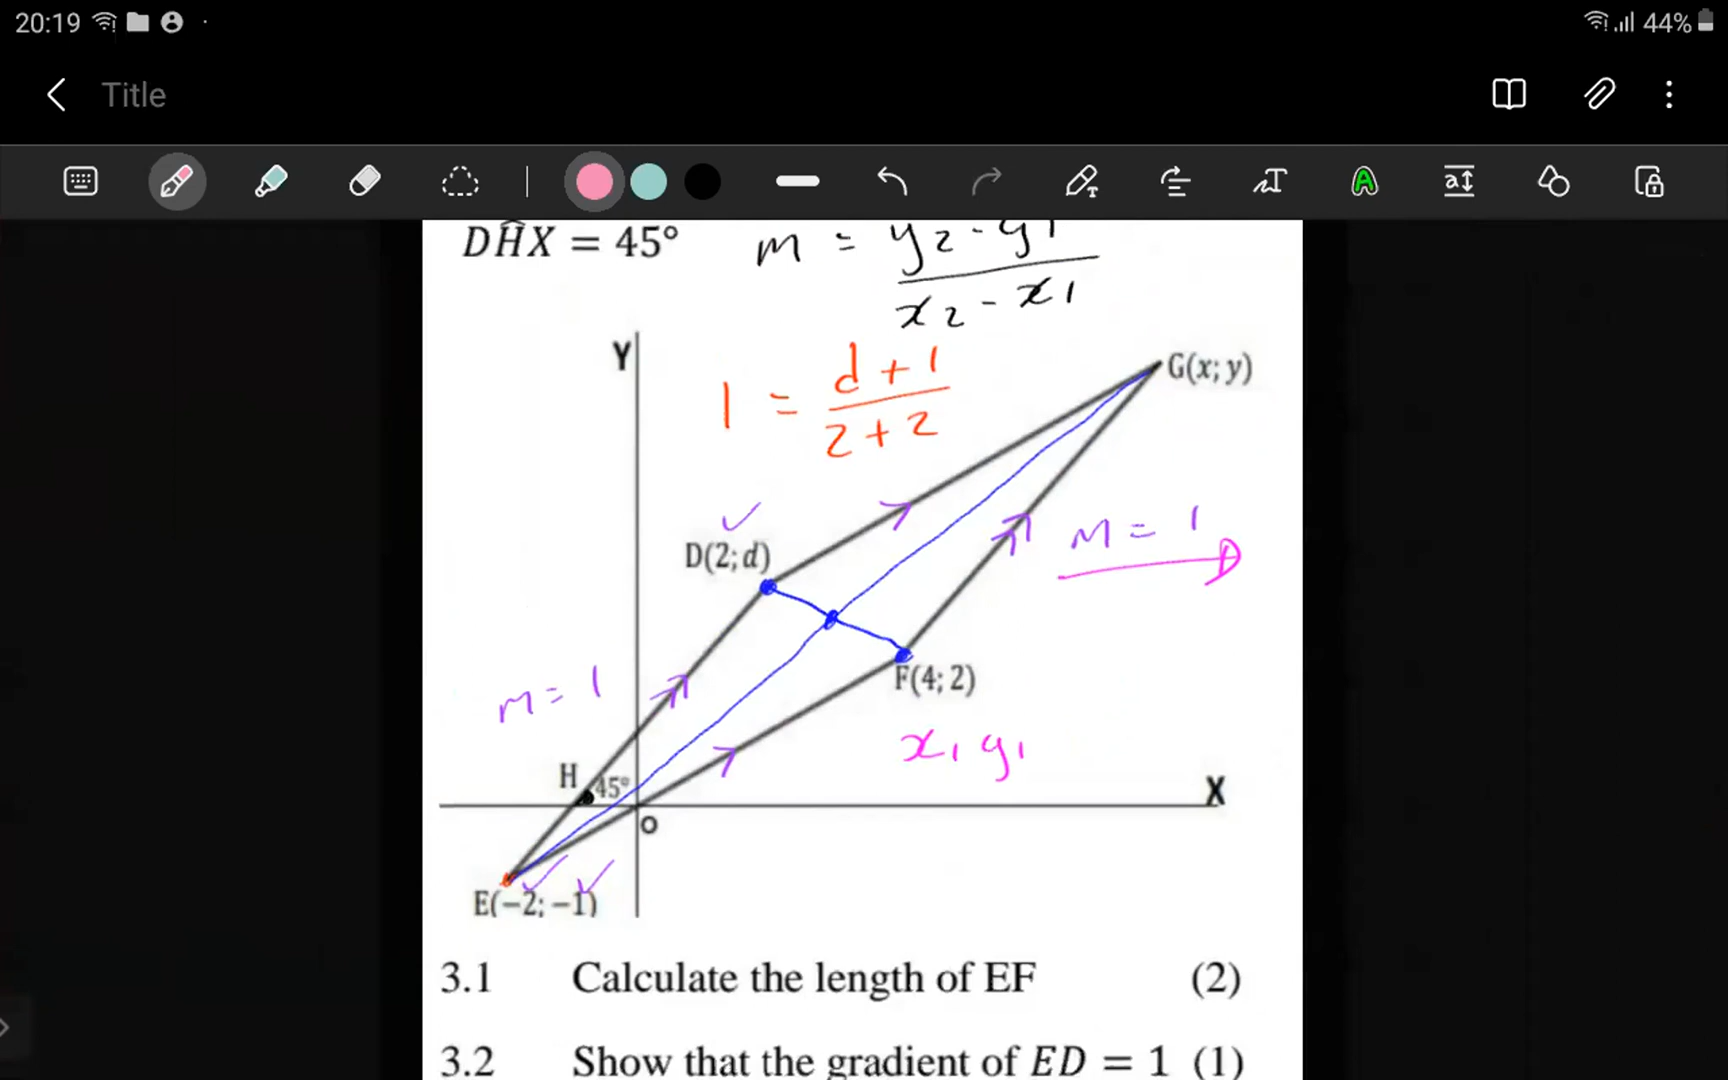 20:19 44%
Title
DĤX = 45° m = y2 - y1
x2 - x1
Y
G(x; y)
1 = d + 1
2 + 2
m = 1
D(2; d)
F(4; 2)
m = 1
x1 y1
H 45°
X
O
E(−2; −1)
3.1 Calculate the length of EF (2)
3.2 Show that the gradient of ED = 1 (1)